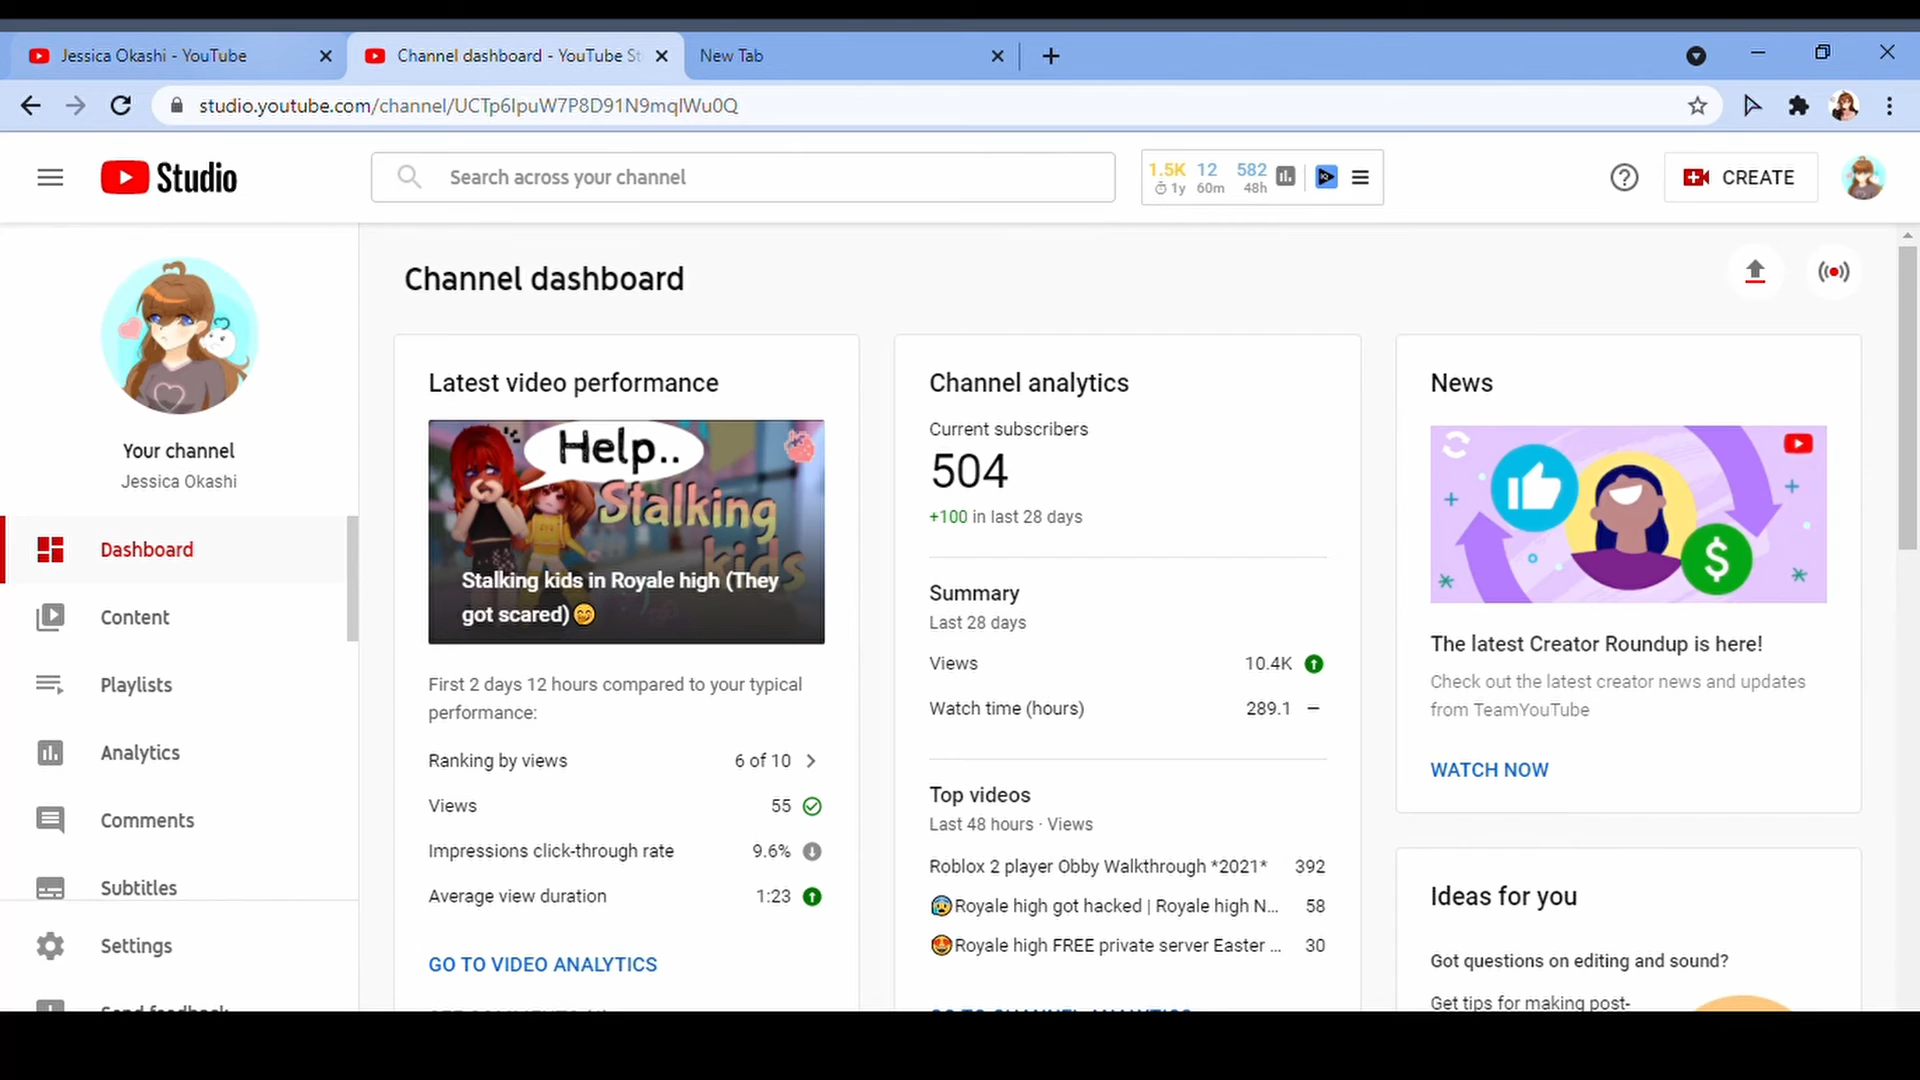 Jessica Okashi - YouTube
Channel dashboard - YouTube St
New Tab
studio.youtube.com/channel/UCTp6IpuW7P8D91N9mqIWu0Q
Studio
Search across your channel
1.5K 12 582
1y 60m 48h
CREATE
Your channel
Jessica Okashi
Dashboard
Content
Playlists
Analytics
Comments
Subtitles
Settings
Send feedback
Channel dashboard
Latest video performance
Help..
Stalking
kids
Stalking kids in Royale high (They
got scared)😁
First 2 days 12 hours compared to your typical
performance:
Ranking by views 6 of 10
Views 55
Impressions click-through rate 9.6%
Average view duration 1:23
GO TO VIDEO ANALYTICS
Channel analytics
Current subscribers
504
+100 in last 28 days
Summary
Last 28 days
Views 10.4K
Watch time (hours) 289.1 —
Top videos
Last 48 hours · Views
Roblox 2 player Obby Walkthrough *2021* 392
😰Royale high got hacked | Royale high N... 58
🤩Royale high FREE private server Easter ... 30
GO TO CHANNEL ANALYTICS
News
The latest Creator Roundup is here!
Check out the latest creator news and updates
from TeamYouTube
WATCH NOW
Ideas for you
Got questions on editing and sound?
Get tips for making post-